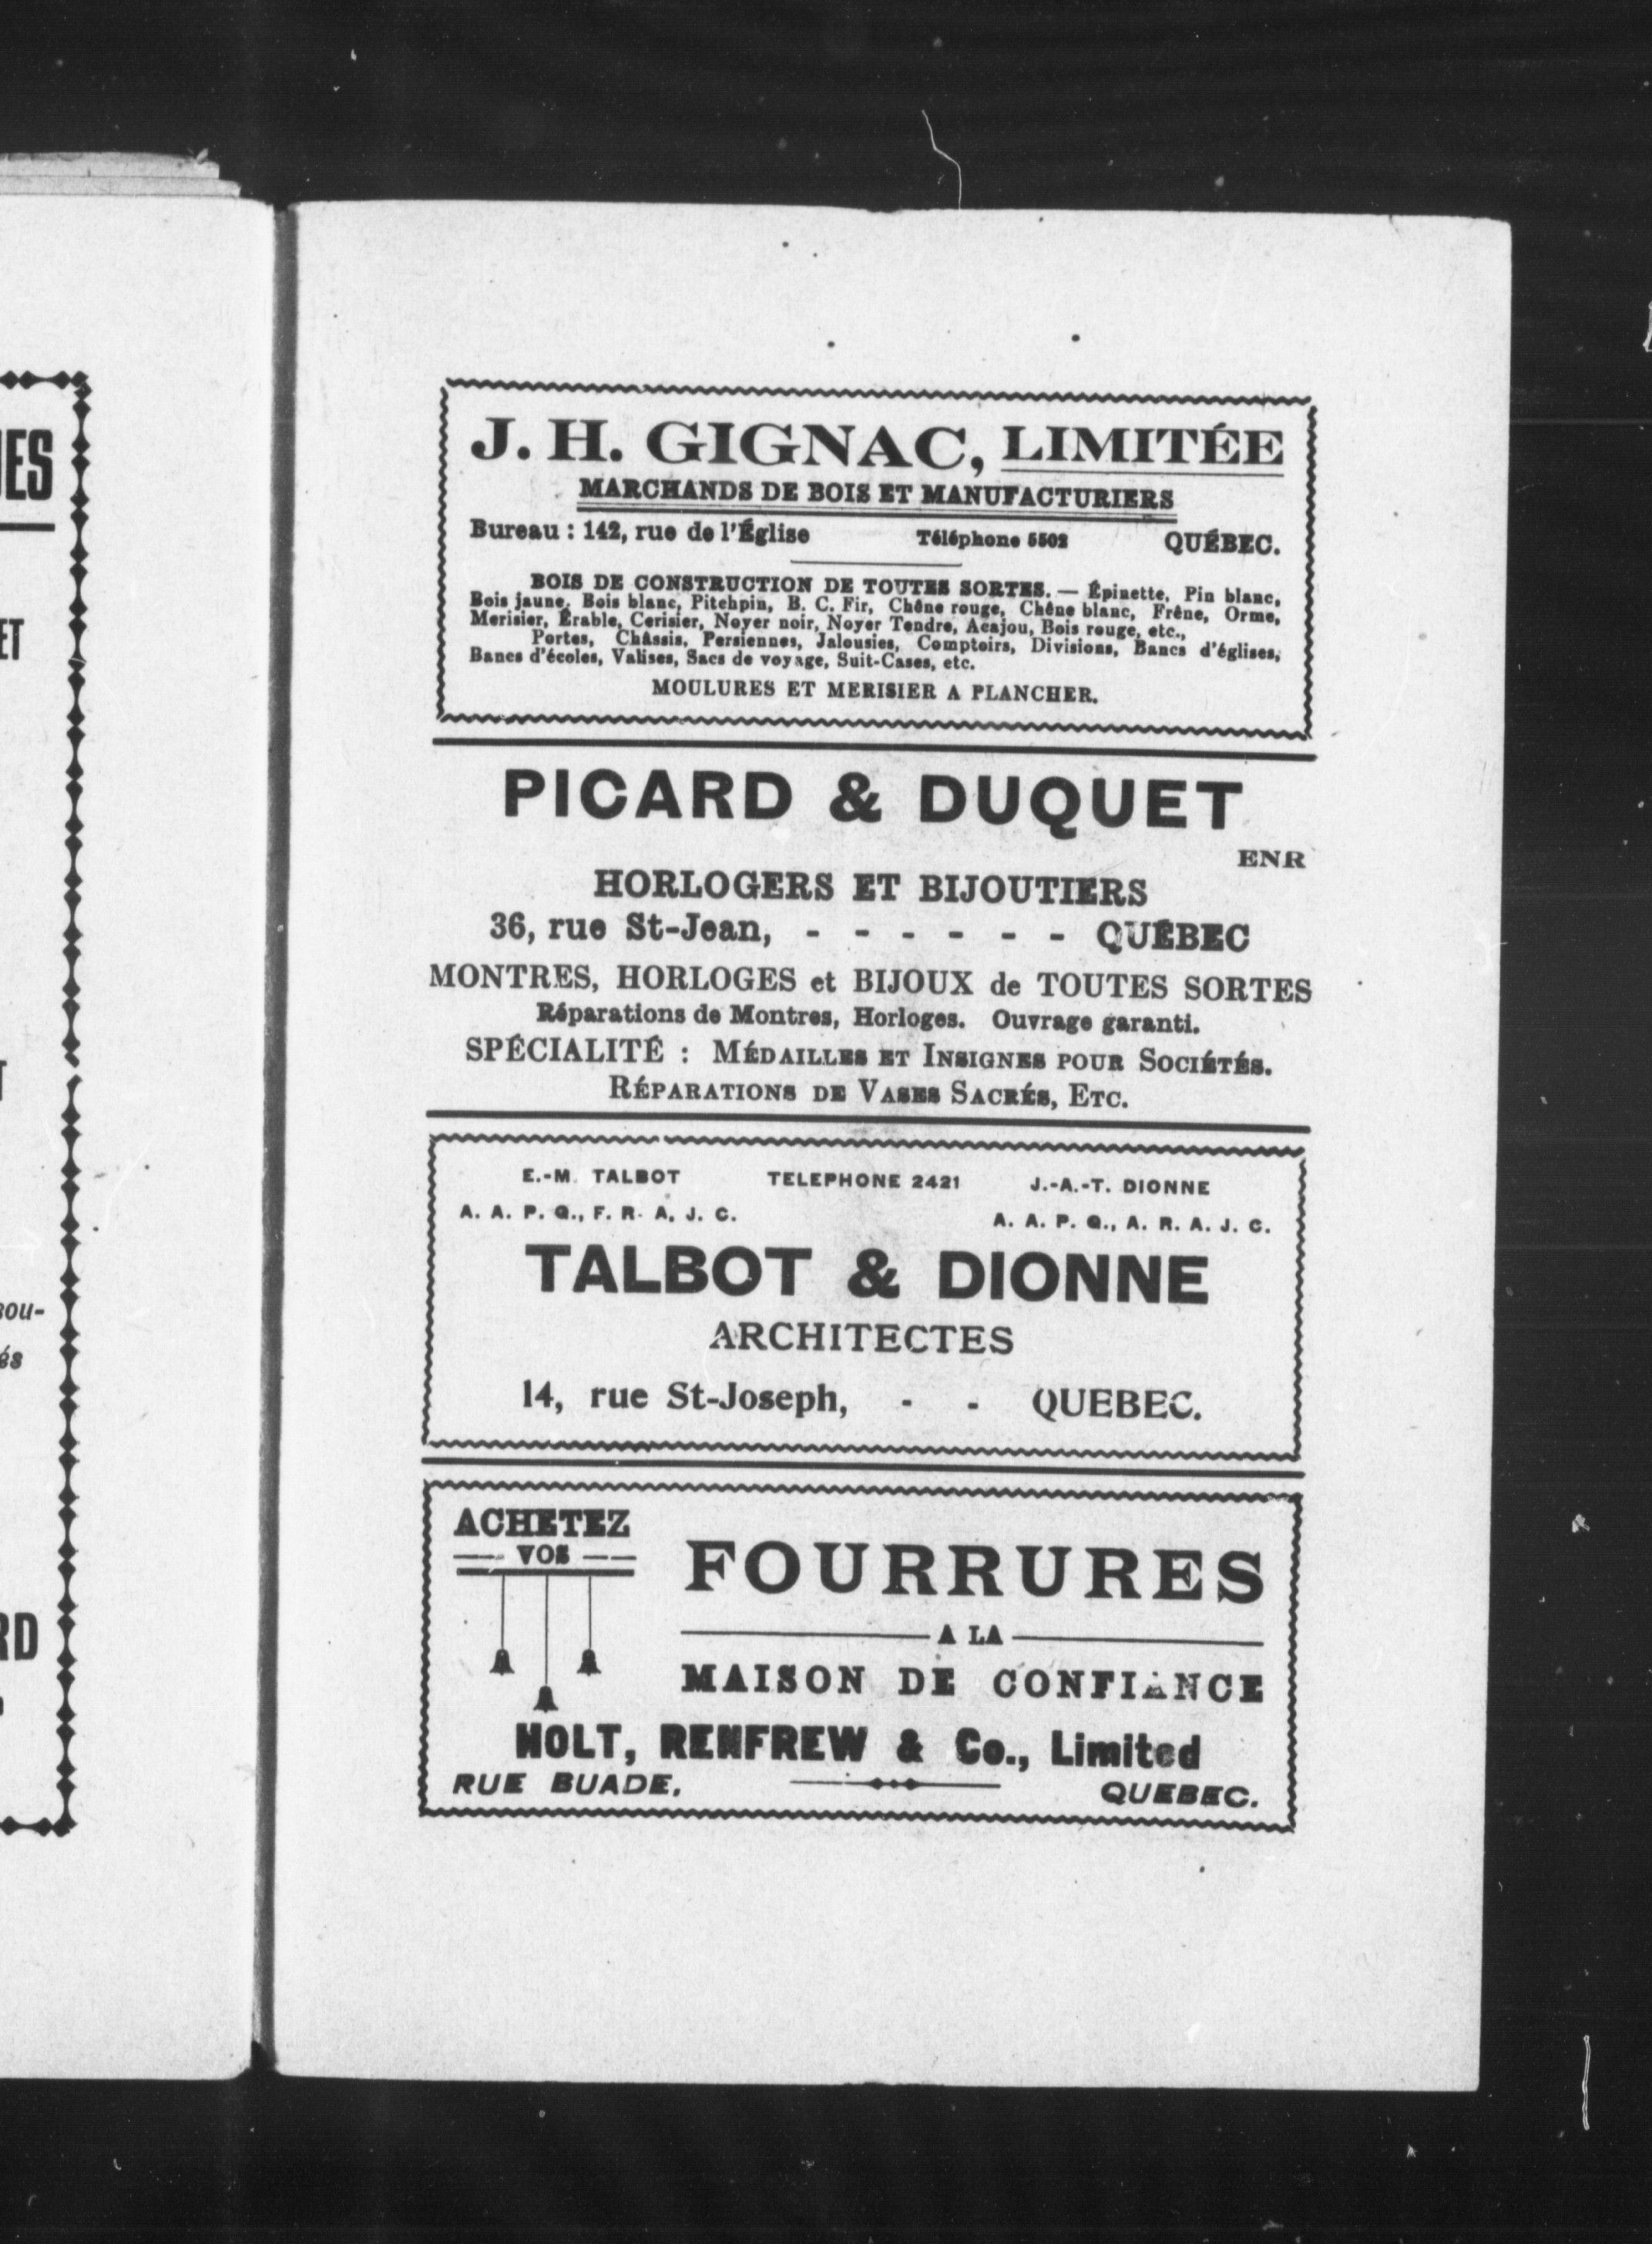 J. H. GIGNAC, LIMITÉE
MARCHANDS DE BOIS ET MANUFACTURIERS
Bureau : 142, rue de l'Église Téléphone 5502 QUÉBEC.
BOIS DE CONSTRUCTION DE TOUTES SORTES. — Épinette, Pin blanc,
Bois jaune, Bois blanc, Pitchpin, B. C. Fir, Chêne rouge, Chêne blanc, Frêne, Orme,
Merisier, Érable, Cerisier, Noyer noir, Noyer Tendre, Acajou, Bois rouge, etc.,
Portes, Châssis, Persiennes, Jalousies, Comptoirs, Divisions, Bancs d'églises,
Bancs d'écoles, Valises, Sacs de voyage, Suit-Cases, etc.
MOULURES ET MERISIER A PLANCHER.
PICARD & DUQUET
ENR
HORLOGERS ET BIJOUTIERS
36, rue St-Jean, - - - - - - QUÉBEC
MONTRES, HORLOGES et BIJOUX de TOUTES SORTES
Réparations de Montres, Horloges. Ouvrage garanti.
SPÉCIALITÉ : MÉDAILLES ET INSIGNES POUR SOCIÉTÉS.
RÉPARATIONS DE VASES SACRÉS, ETC.
E.-M. TALBOT TELEPHONE 2421 J.-A.-T. DIONNE
A. A. P. Q., F. R. A. J. C. A. A. P. Q., A. R. A. J. C.
TALBOT & DIONNE
ARCHITECTES
14, rue St-Joseph, - - QUEBEC.
ACHETEZ
VOS
FOURRURES
A LA
MAISON DE CONFIANCE
HOLT, RENFREW & Co., Limited
RUE BUADE, QUEBEC.